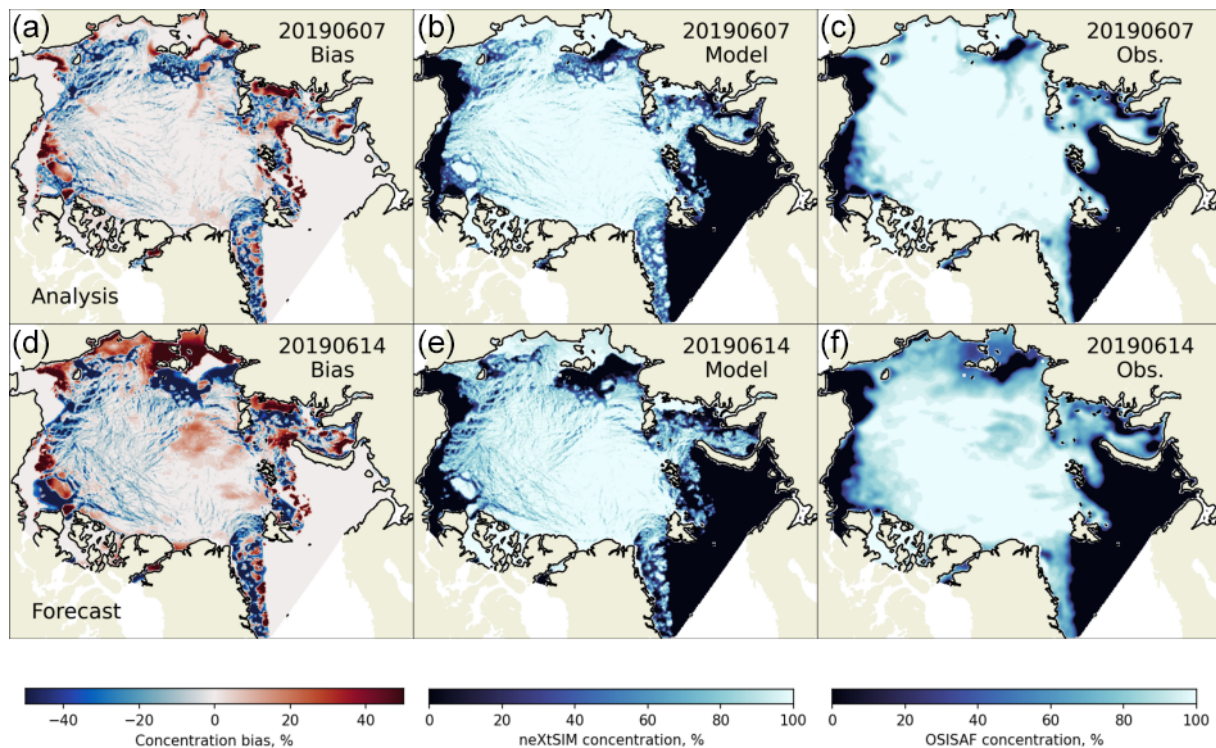 (a) 20190607
Bias
Analysis
(b) 20190607
Model
(c) 20190607
Obs.
(d) 20190614
Bias
Forecast
(e) 20190614
Model
(f) 20190614
Obs.
−40 −20 0 20 40
Concentration bias, %
0 20 40 60 80 100
neXtSIM concentration, %
0 20 40 60 80 100
OSISAF concentration, %